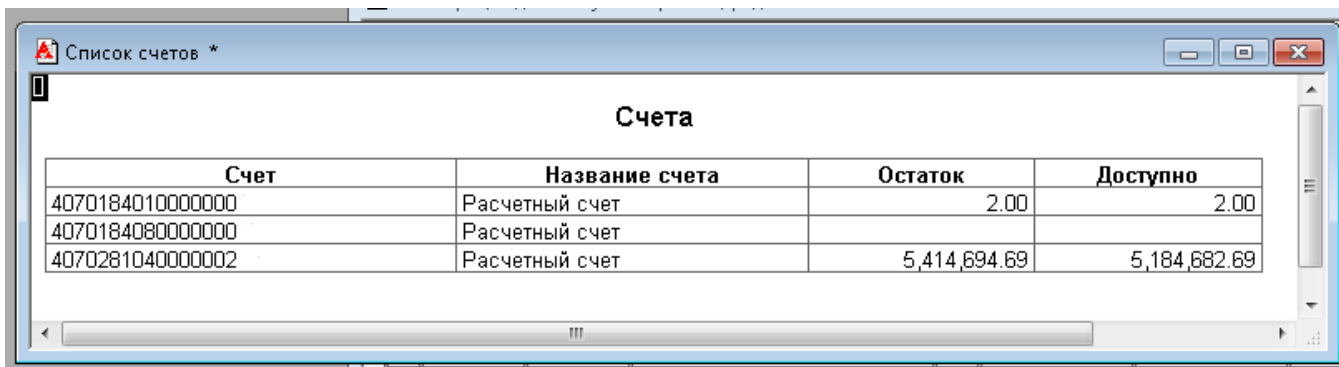 Список счетов *
Счета
Счет Название счета Остаток Доступно
4070184010000000 Расчетный счет 2.00 2.00
4070184080000000 Расчетный счет
4070281040000002 Расчетный счет 5,414,694.69 5,184,682.69